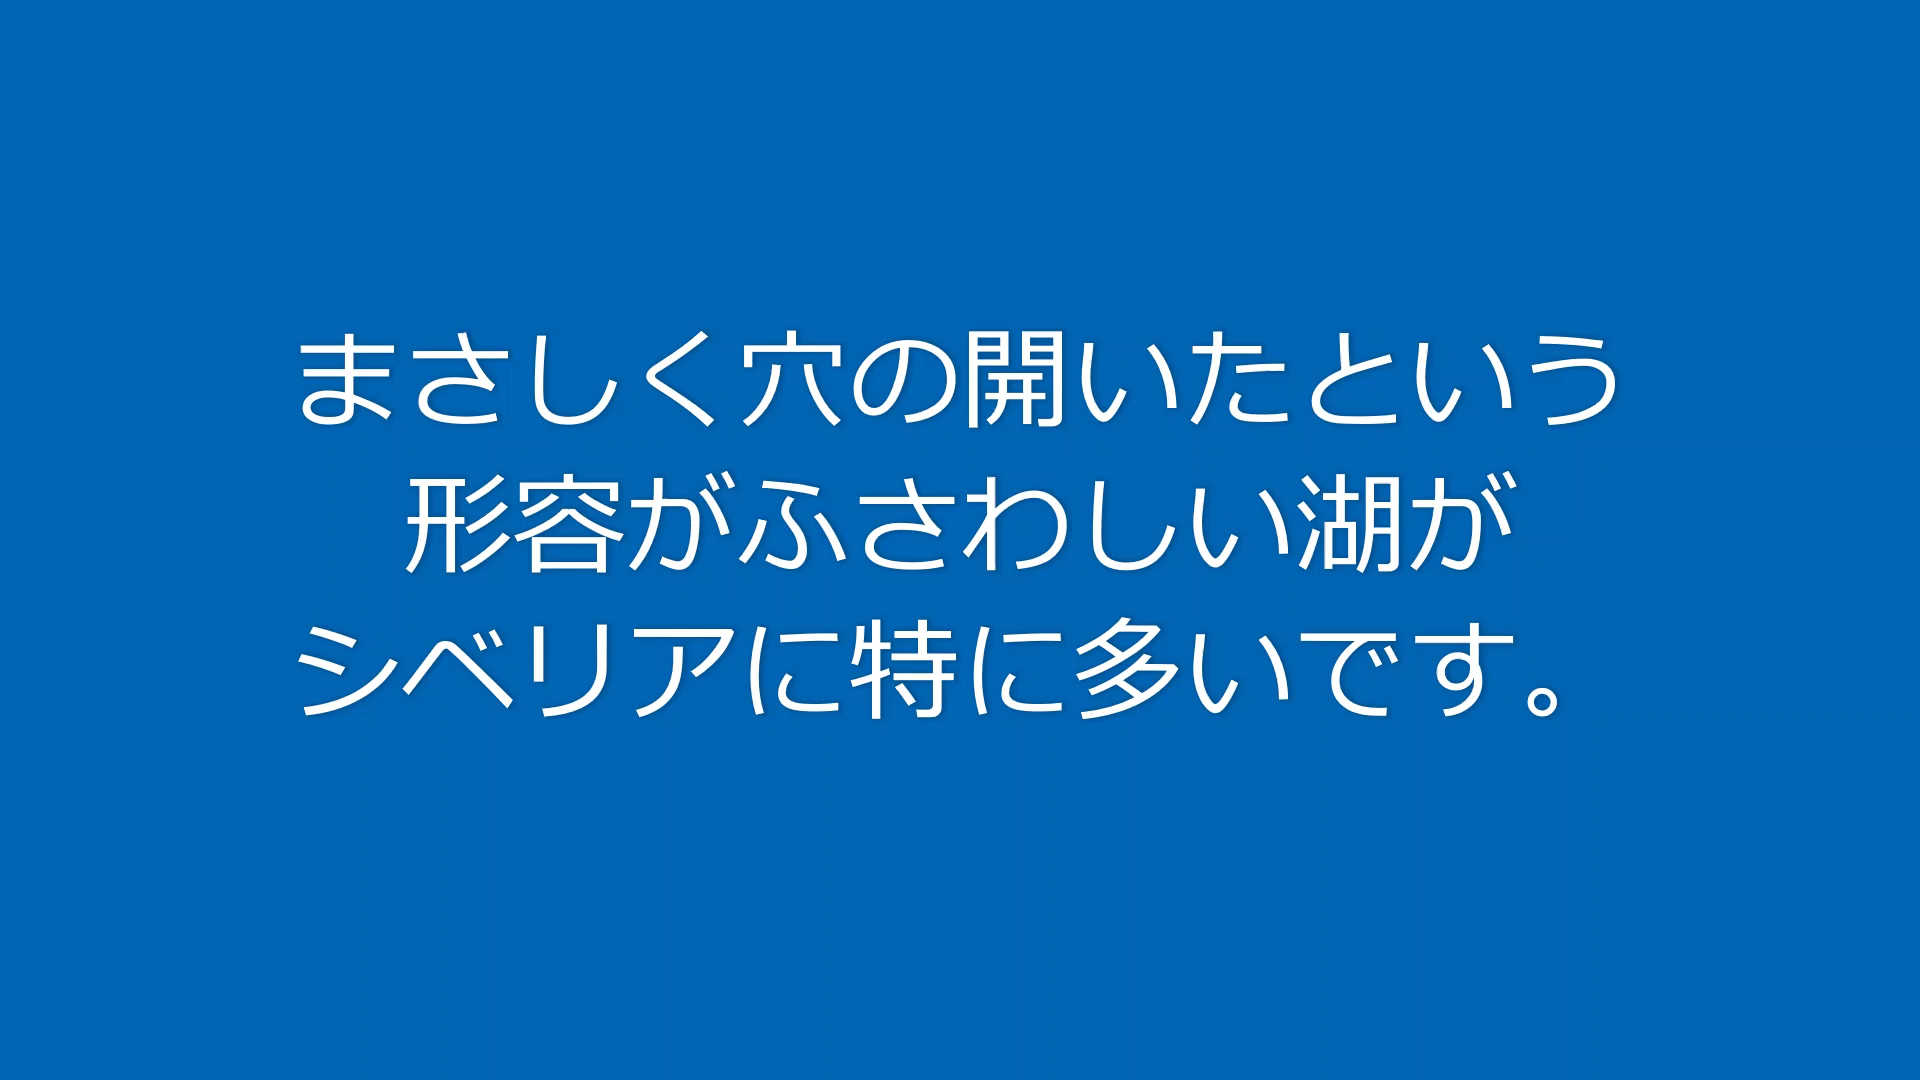 まさしく穴の開いたという
形容がふさわしい湖が
シベリアに特に多いです。